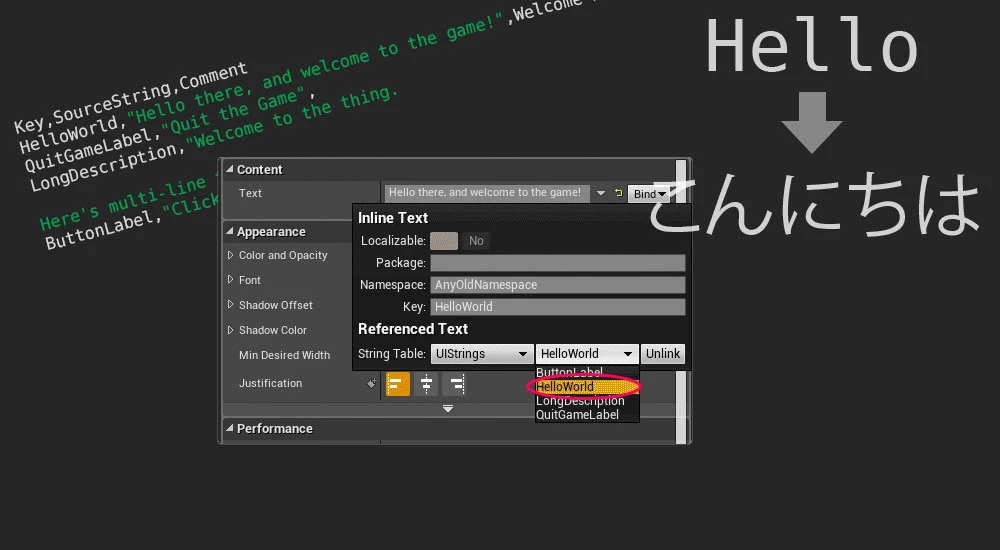 Key,SourceString,Comment
HelloWorld,"Hello there, and welcome to the game!",Welcome
QuitGameLabel,"Quit the Game",
LongDescription,"Welcome to the thing.
Here's multi-line
ButtonLabel,"Click
Hello
こんにちは
Content
Text
Hello there, and welcome to the game!
Bind
Appearance
Color and Opacity
Font
Shadow Offset
Shadow Color
Min Desired Width
Justification
Performance
Inline Text
Localizable:
No
Package:
Namespace: AnyOldNamespace
Key: HelloWorld
Referenced Text
String Table: UIStrings HelloWorld Unlink
ButtonLabel
HelloWorld
LongDescription
QuitGameLabel